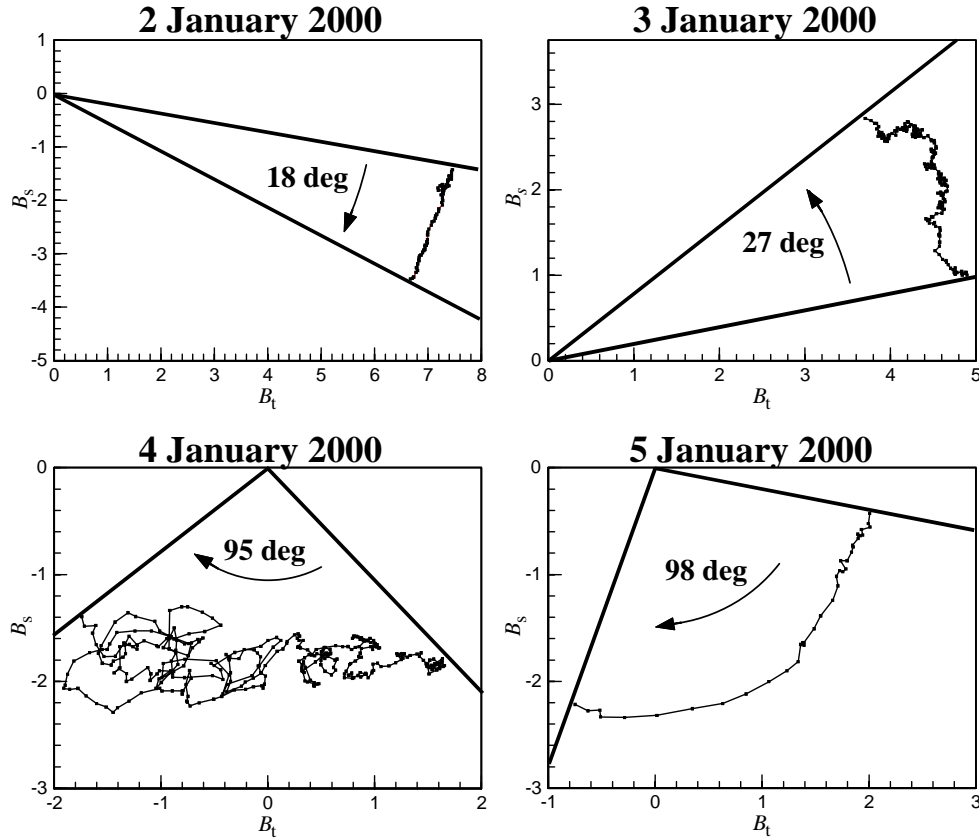 2 January 2000
1
0
-1
-2
-3
-4
-5
B_s
18 deg
0 1 2 3 4 5 6 7 8
B_t
3 January 2000
3
2
1
0
B_s
27 deg
0 1 2 3 4 5
B_t
4 January 2000
0
-1
-2
-3
B_s
95 deg
-2 -1 0 1 2
B_t
5 January 2000
0
-1
-2
-3
B_s
98 deg
-1 0 1 2 3
B_t